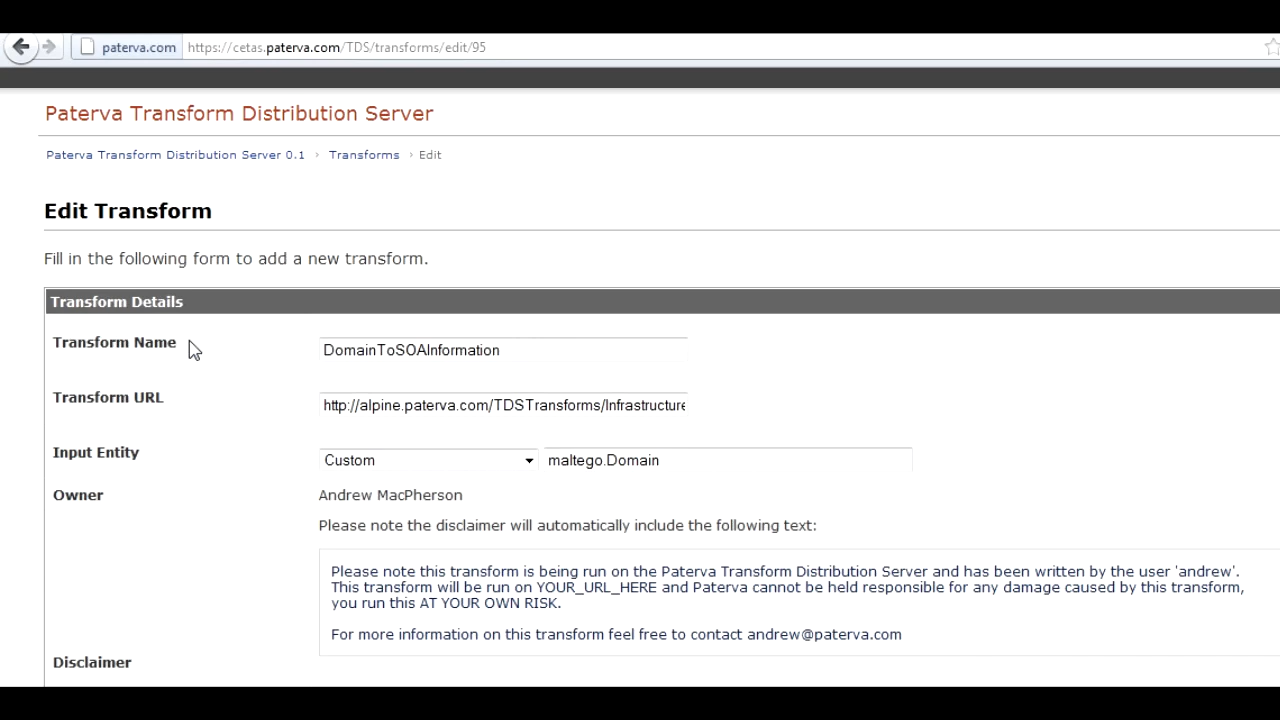 paterva.com https://cetas.paterva.com/TDS/transforms/edit/95
Paterva Transform Distribution Server
Paterva Transform Distribution Server 0.1 › Transforms › Edit
Edit Transform
Fill in the following form to add a new transform.
Transform Details
Transform Name DomainToSOAInformation
Transform URL http://alpine.paterva.com/TDSTransforms/Infrastructure
Input Entity Custom maltego.Domain
Owner Andrew MacPherson
Please note the disclaimer will automatically include the following text:
Please note this transform is being run on the Paterva Transform Distribution Server and has been written by the user 'andrew'.
This transform will be run on YOUR_URL_HERE and Paterva cannot be held responsible for any damage caused by this transform,
you run this AT YOUR OWN RISK.
For more information on this transform feel free to contact andrew@paterva.com
Disclaimer